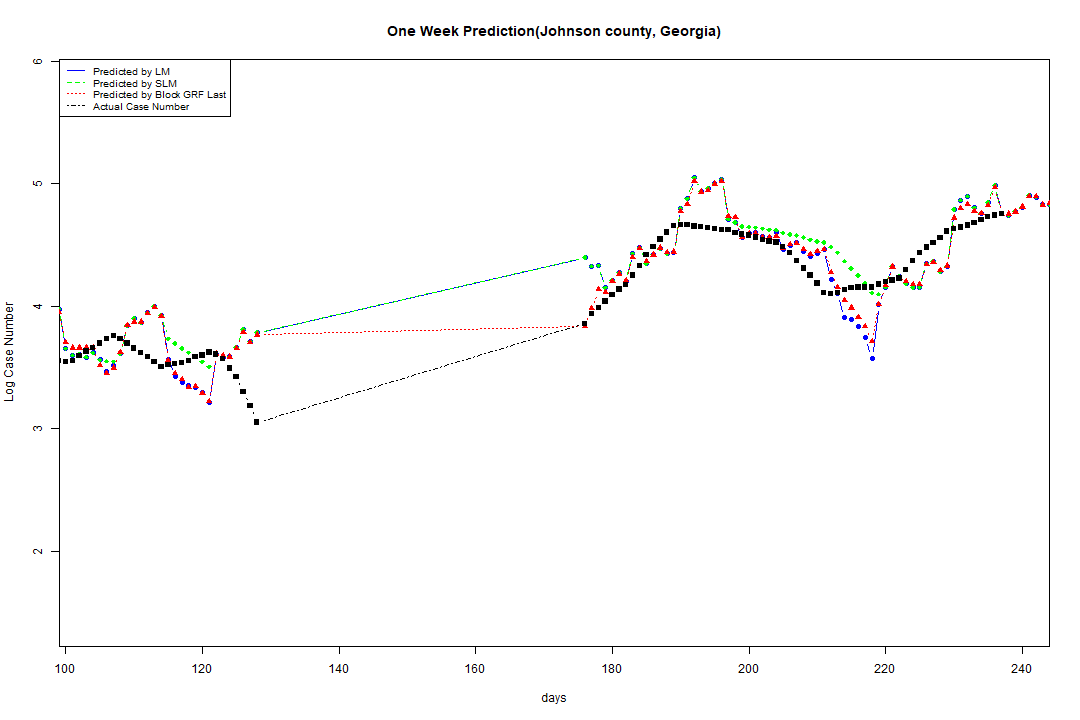 One Week Prediction(Johnson county, Georgia)
Predicted by LM
Predicted by SLM
Predicted by Block GRF Last
Actual Case Number
6
5
4
3
2
Log Case Number
100 120 140 160 180 200 220 240
days